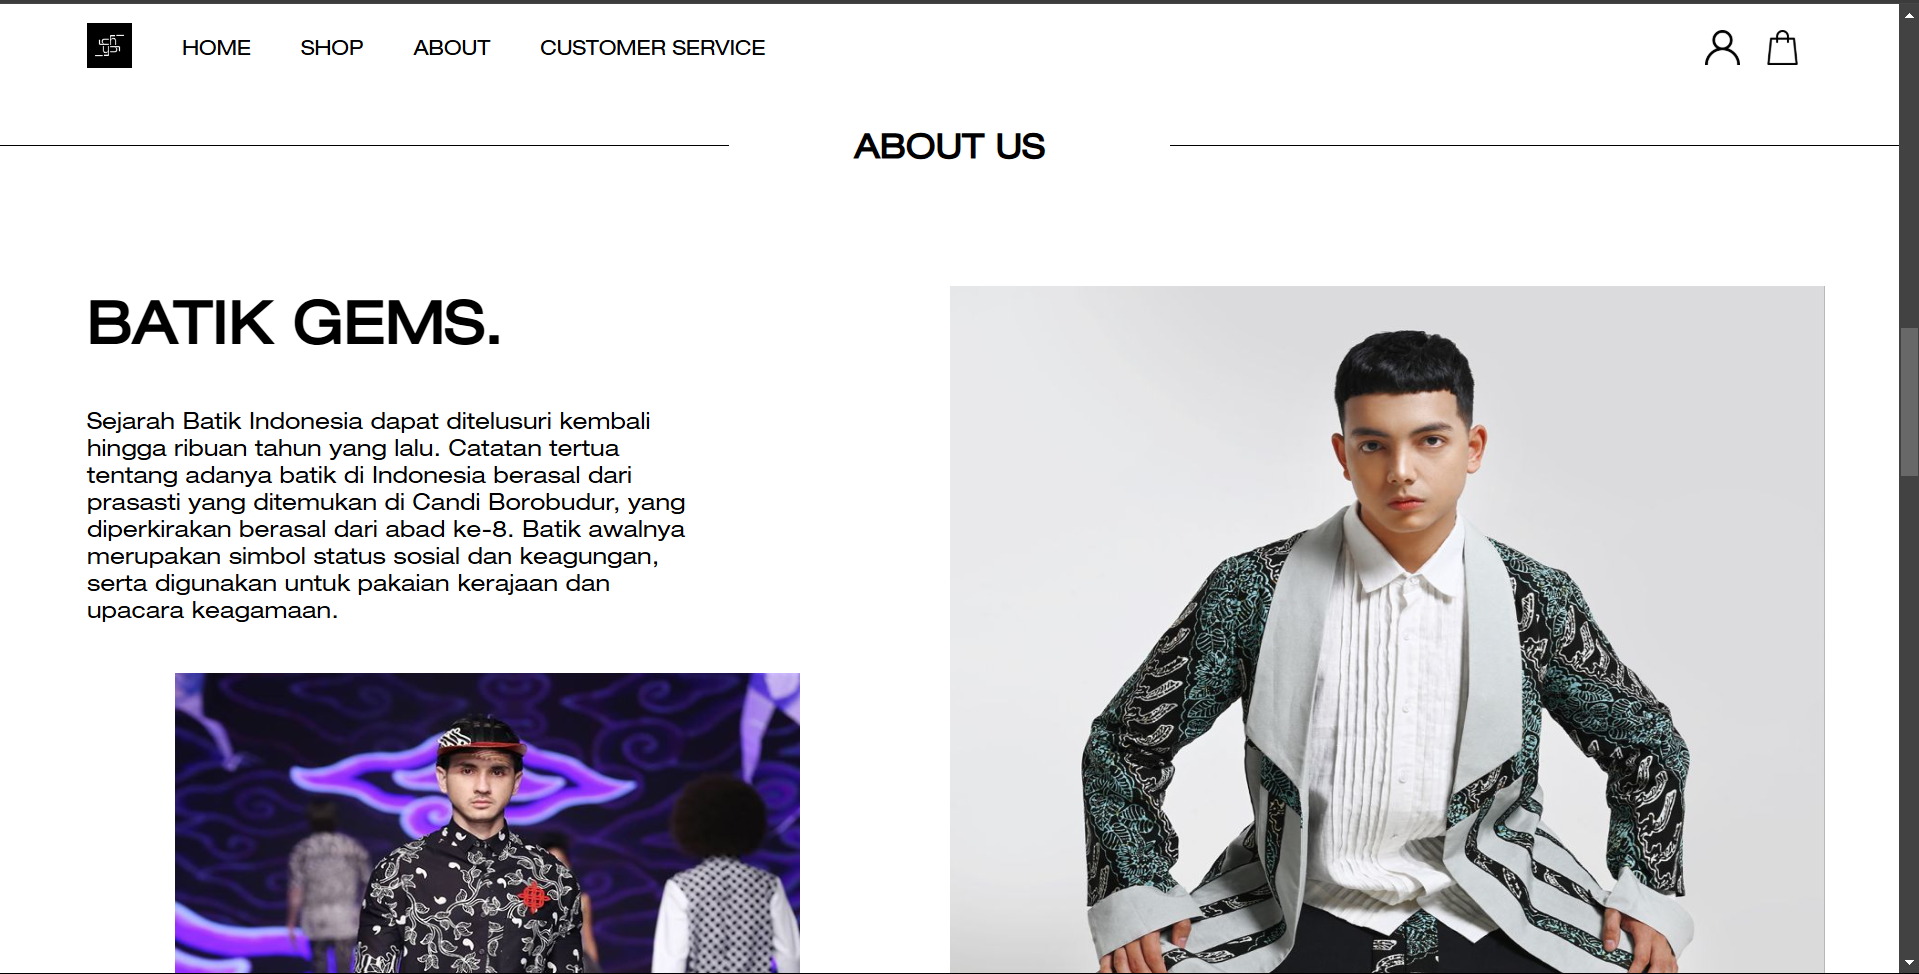 HOME SHOP ABOUT CUSTOMER SERVICE
ABOUT US
BATIK GEMS.
Sejarah Batik Indonesia dapat ditelusuri kembali
hingga ribuan tahun yang lalu. Catatan tertua
tentang adanya batik di Indonesia berasal dari
prasasti yang ditemukan di Candi Borobudur, yang
diperkirakan berasal dari abad ke-8. Batik awalnya
merupakan simbol status sosial dan keagungan,
serta digunakan untuk pakaian kerajaan dan
upacara keagamaan.